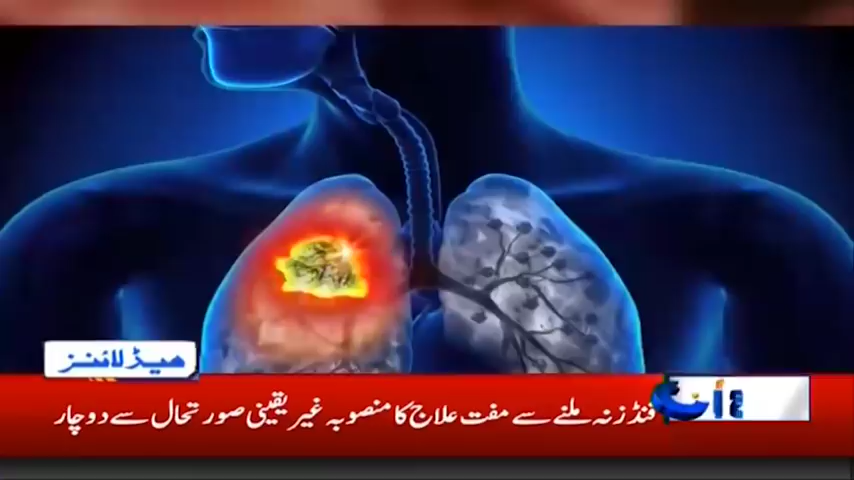 ہیڈلائنز
فنڈز نہ ملنے سے مفت علاج کا منصوبہ غیر یقینی صورتحال سے دوچار